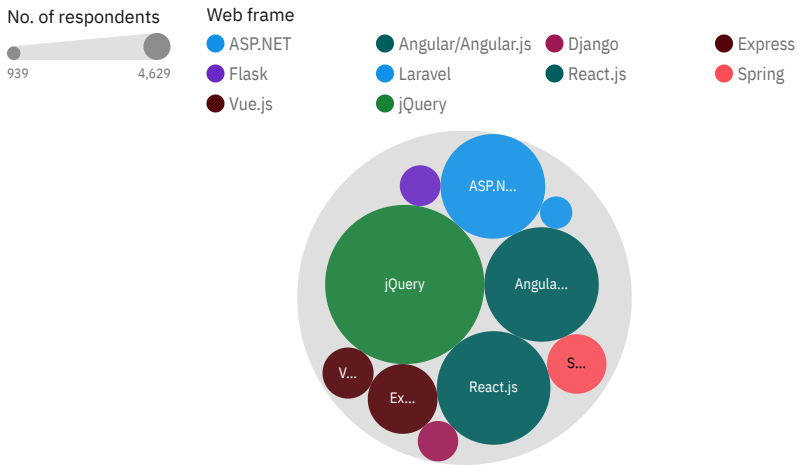 No. of respondents
939
4,629
Web frame
ASP.NET
Angular/Angular.js
Django
Express
Flask
Laravel
React.js
Spring
Vue.js
jQuery
ASP.N...
jQuery
Angula...
S...
V...
Ex...
React.js